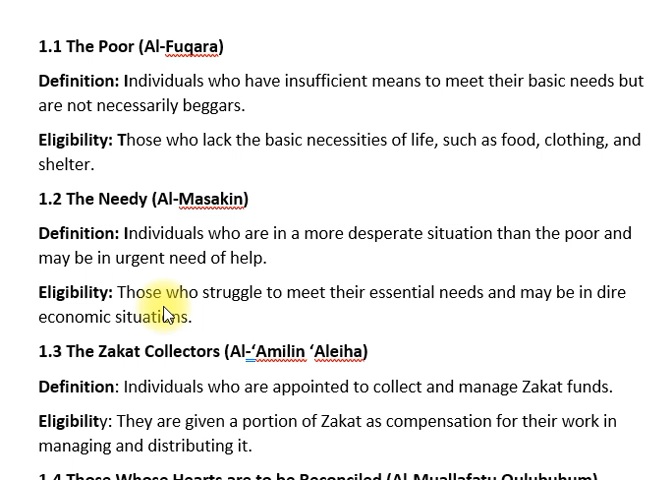 1.1 The Poor (Al-Fuqara)
Definition: Individuals who have insufficient means to meet their basic needs but
are not necessarily beggars.
Eligibility: Those who lack the basic necessities of life, such as food, clothing, and
shelter.
1.2 The Needy (Al-Masakin)
Definition: Individuals who are in a more desperate situation than the poor and
may be in urgent need of help.
Eligibility: Those who struggle to meet their essential needs and may be in dire
economic situations.
1.3 The Zakat Collectors (Al-‘Amilin ‘Aleiha)
Definition: Individuals who are appointed to collect and manage Zakat funds.
Eligibility: They are given a portion of Zakat as compensation for their work in
managing and distributing it.
1.4 Those Whose Hearts are to be Reconciled (Al-Muallafatu Qulubuhum)